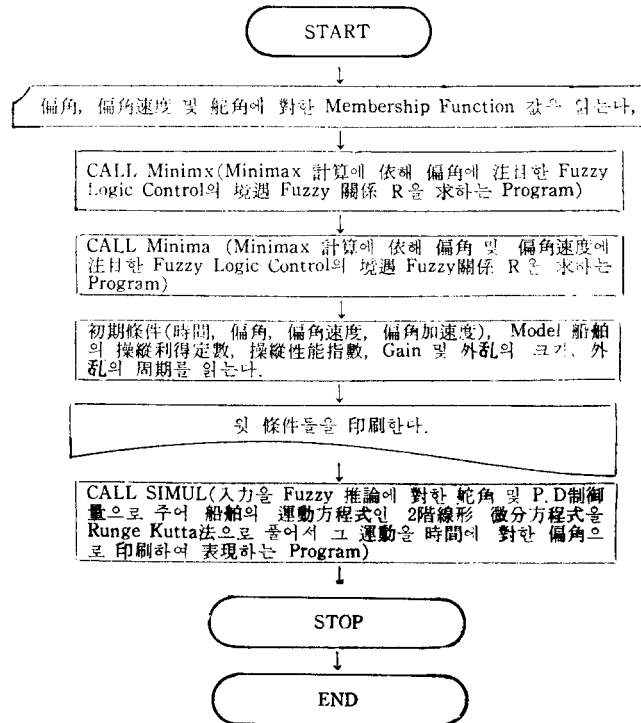 START
偏角, 偏角速度 및 舵角에 對한 Membership Function 값을 읽는다,
CALL Minimx(Minimax 計算에 依해 偏角에 注目한 Fuzzy
Logic Control의 境遇 Fuzzy 關係 R을 求하는 Program)
CALL Minima (Minimax 計算에 依해 偏角 및 偏角速度에
注目한 Fuzzy Logic Control의 境遇 Fuzzy關係 R을 求하는
Program)
初期條件(時間, 偏角, 偏角速度, 偏角加速度), Model 船舶
의 操縱利得定數, 操縱性能指數, Gain 및 外乱의 크기, 外
乱의 周期를 읽는다.
윗 條件들을 印刷한다.
CALL SIMUL(入力을 Fuzzy 推論에 對한 舵角 및 P.D制御
量으로 주어 船舶의 運動方程式인 2階線形 微分方程式을
Runge Kutta法으로 풀어서 그 運動을 時間에 對한 偏角으
로 印刷하여 表現하는 Program)
STOP
END